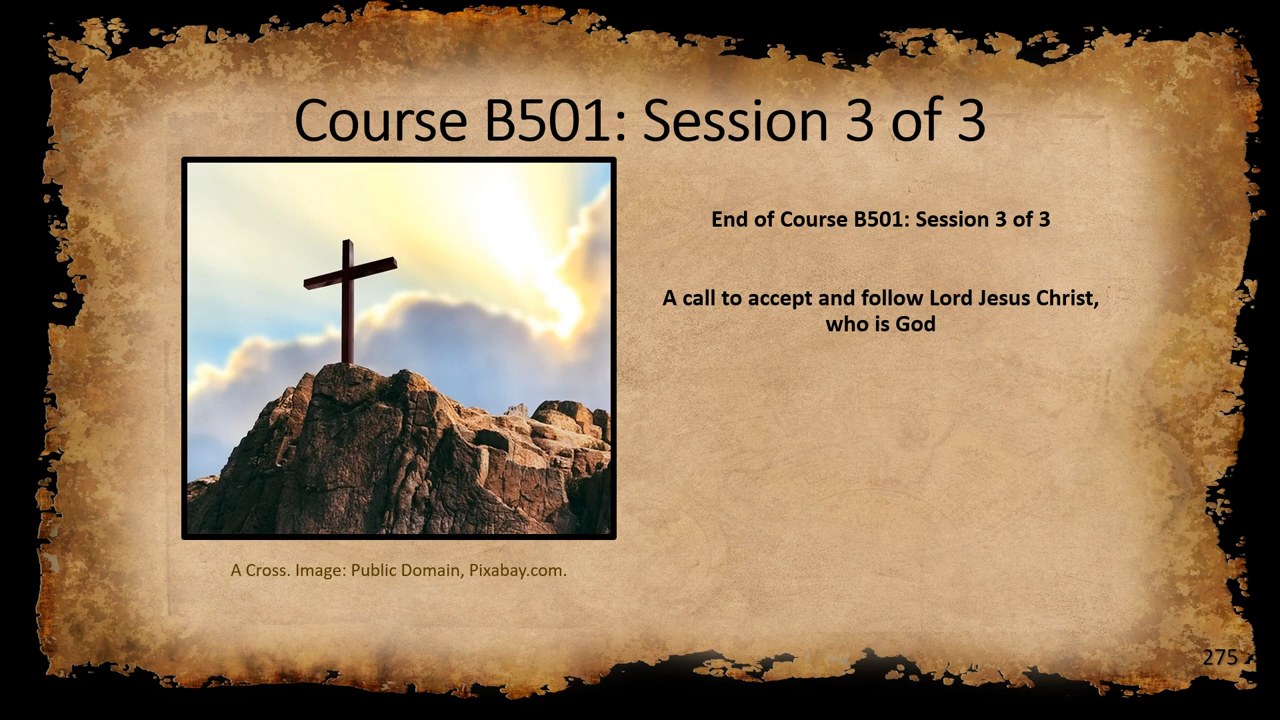 Course B501: Session 3 of 3
End of Course B501: Session 3 of 3
A call to accept and follow Lord Jesus Christ,
who is God
A Cross. Image: Public Domain, Pixabay.com.
275